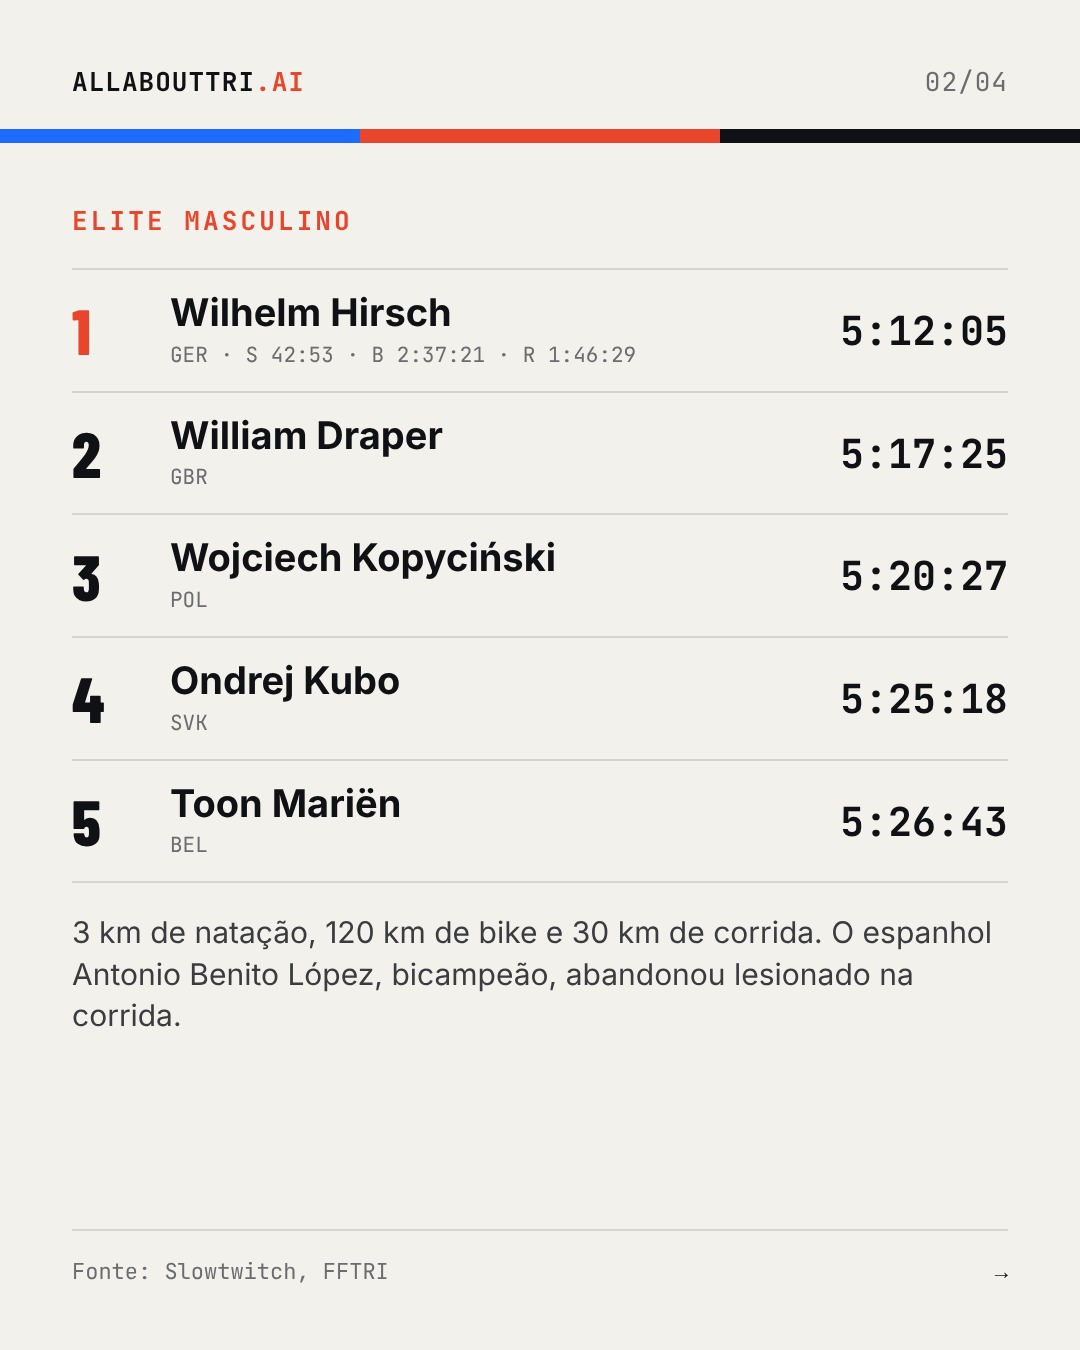 ALLABOUTTRI.AI
02/04
ELITE MASCULINO
1
Wilhelm Hirsch
GER · S 42:53 · B 2:37:21 · R 1:46:29
5:12:05
2
William Draper
GBR
5:17:25
3
Wojciech Kopyciński
POL
5:20:27
4
Ondrej Kubo
SVK
5:25:18
5
Toon Mariën
BEL
5:26:43
3 km de natação, 120 km de bike e 30 km de corrida. O espanhol
Antonio Benito López, bicampeão, abandonou lesionado na
corrida.
Fonte: Slowtwitch, FFTRI
→